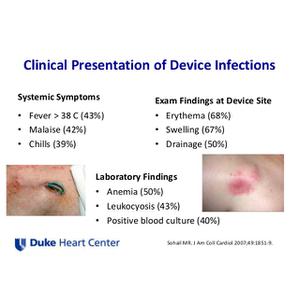 Clinical Presentation of Device Infections
Systemic Symptoms
• Fever > 38 C (43%)
• Malaise (42%)
• Chills (39%)
Exam Findings at Device Site
• Erythema (68%)
• Swelling (67%)
• Drainage (50%)
Laboratory Findings
• Anemia (50%)
• Leukocyosis (43%)
• Positive blood culture (40%)
Duke Heart Center
Sohail MR. J Am Coll Cardiol 2007;49:1851-9.